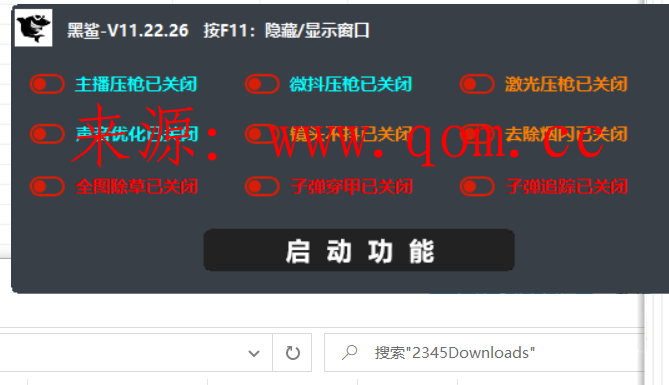 黑鲨-V11.22.26 按F11：隐藏/显示窗口
主播压枪已关闭 微抖压枪已关闭 激光压枪已关闭
声音优化已关闭 镜头不抖已关闭 去除烟闪已关闭
来源：www.qom.cc
全图除草已关闭 子弹穿甲已关闭 子弹追踪已关闭
启动功能
搜索"2345Downloads"